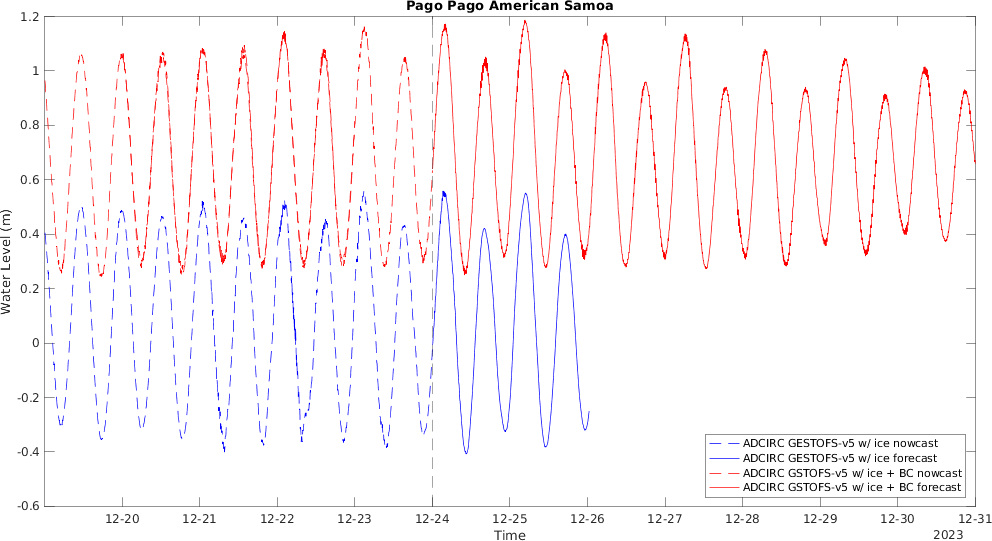 Pago Pago American Samoa
1.2
1
0.8
0.6
0.4
0.2
0
-0.2
-0.4
-0.6
Water Level (m)
ADCIRC GESTOFS-v5 w/ ice nowcast
ADCIRC GESTOFS-v5 w/ ice forecast
ADCIRC GSTOFS-v5 w/ ice + BC nowcast
ADCIRC GSTOFS-v5 w/ ice + BC forecast
12-20 12-21 12-22 12-23 12-24 12-25 12-26 12-27 12-28 12-29 12-30 12-31
Time
2023